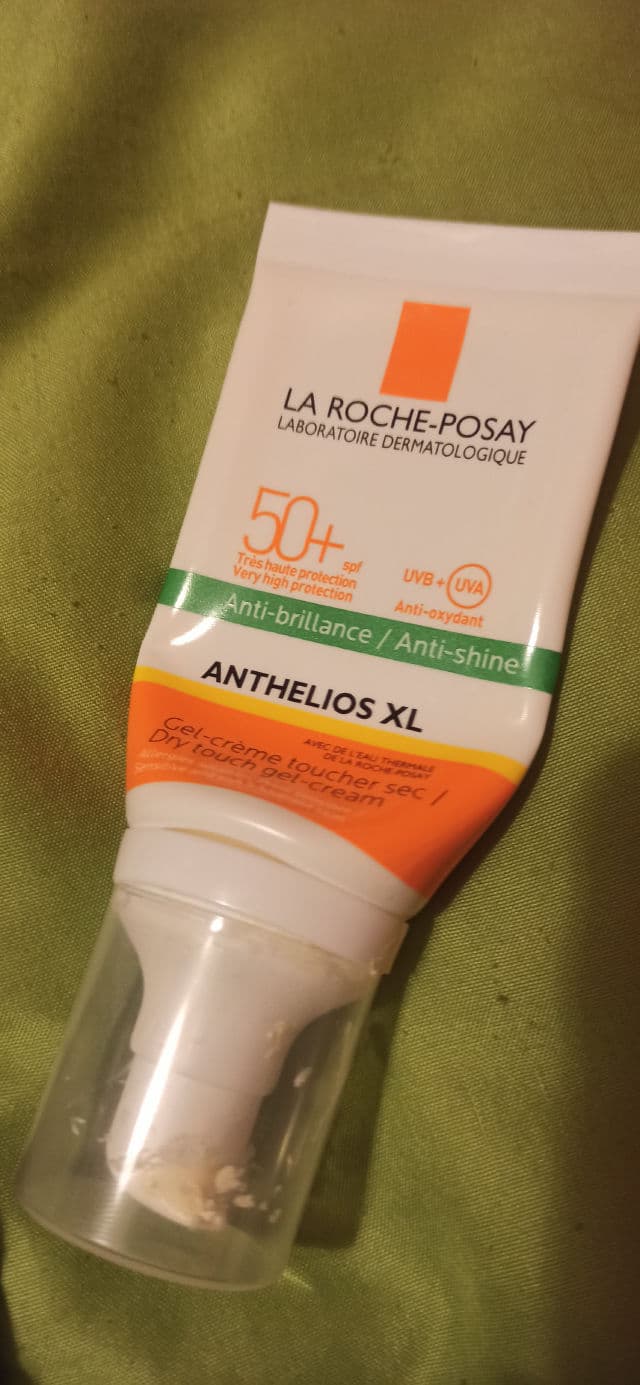 LA ROCHE-POSAY
LABORATOIRE DERMATOLOGIQUE
50+ spf
Très haute protection
Very high protection
UVB + UVA
Anti-oxydant
Anti-brillance / Anti-shine
ANTHELIOS XL
AVEC DE L'EAU THERMALE
DE LA ROCHE-POSAY
Gel-crème toucher sec /
Dry touch gel-cream